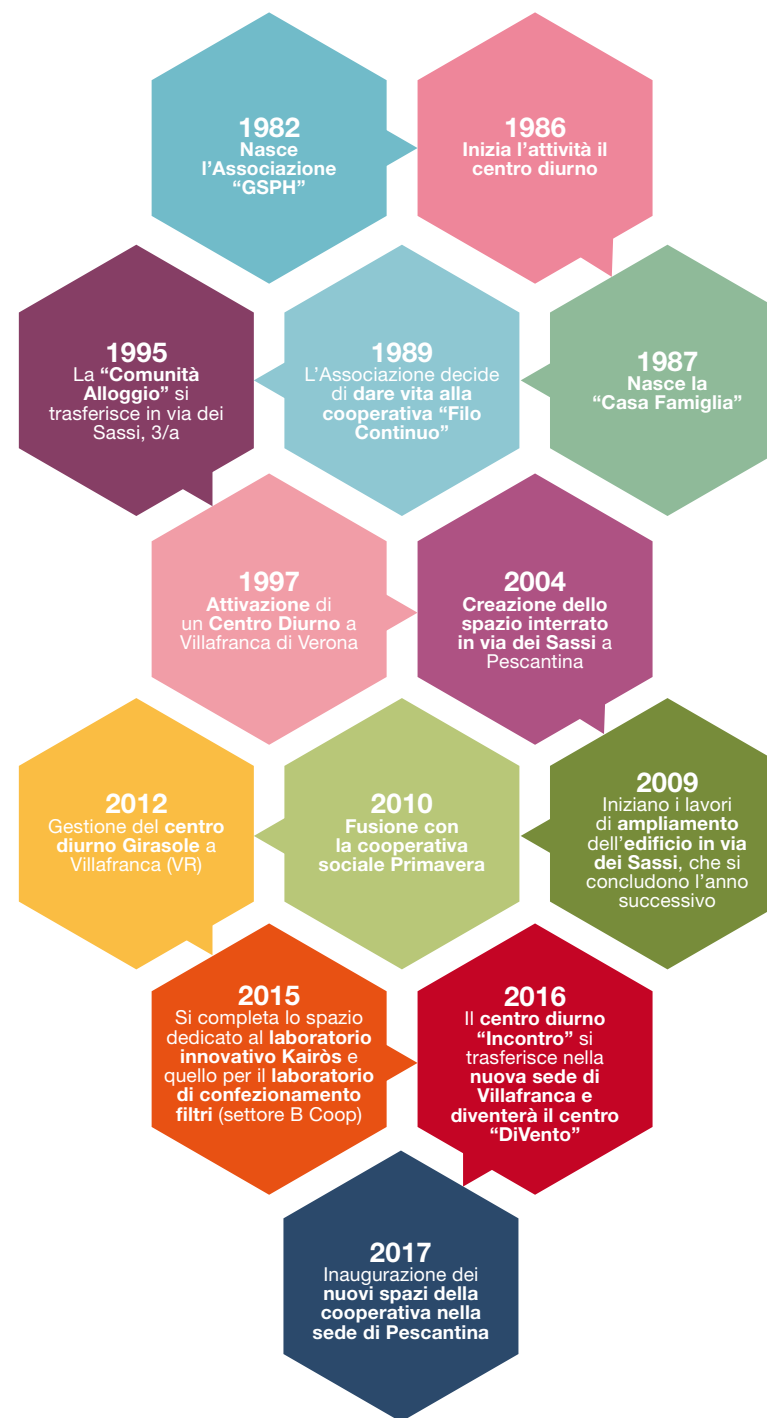 1982
Nasce
l’Associazione
“GSPH”
1986
Inizia l’attività il
centro diurno
1987
Nasce la
“Casa Famiglia”
1989
L’Associazione decide
di dare vita alla
cooperativa “Filo
Continuo”
1995
La “Comunità
Alloggio” si
trasferisce in via dei
Sassi, 3/a
1997
Attivazione di
un Centro Diurno a
Villafranca di Verona
2004
Creazione dello
spazio interrato
in via dei Sassi a
Pescantina
2009
Iniziano i lavori
di ampliamento
dell’edificio in via
dei Sassi, che si
concludono l’anno
successivo
2010
Fusione con
la cooperativa
sociale Primavera
2012
Gestione del centro
diurno Girasole a
Villafranca (VR)
2015
Si completa lo spazio
dedicato al laboratorio
innovativo Kairòs e
quello per il laboratorio
di confezionamento
filtri (settore B Coop)
2016
Il centro diurno
“Incontro” si
trasferisce nella
nuova sede di
Villafranca e
diventerà il centro
“DiVento”
2017
Inaugurazione dei
nuovi spazi della
cooperativa nella
sede di Pescantina